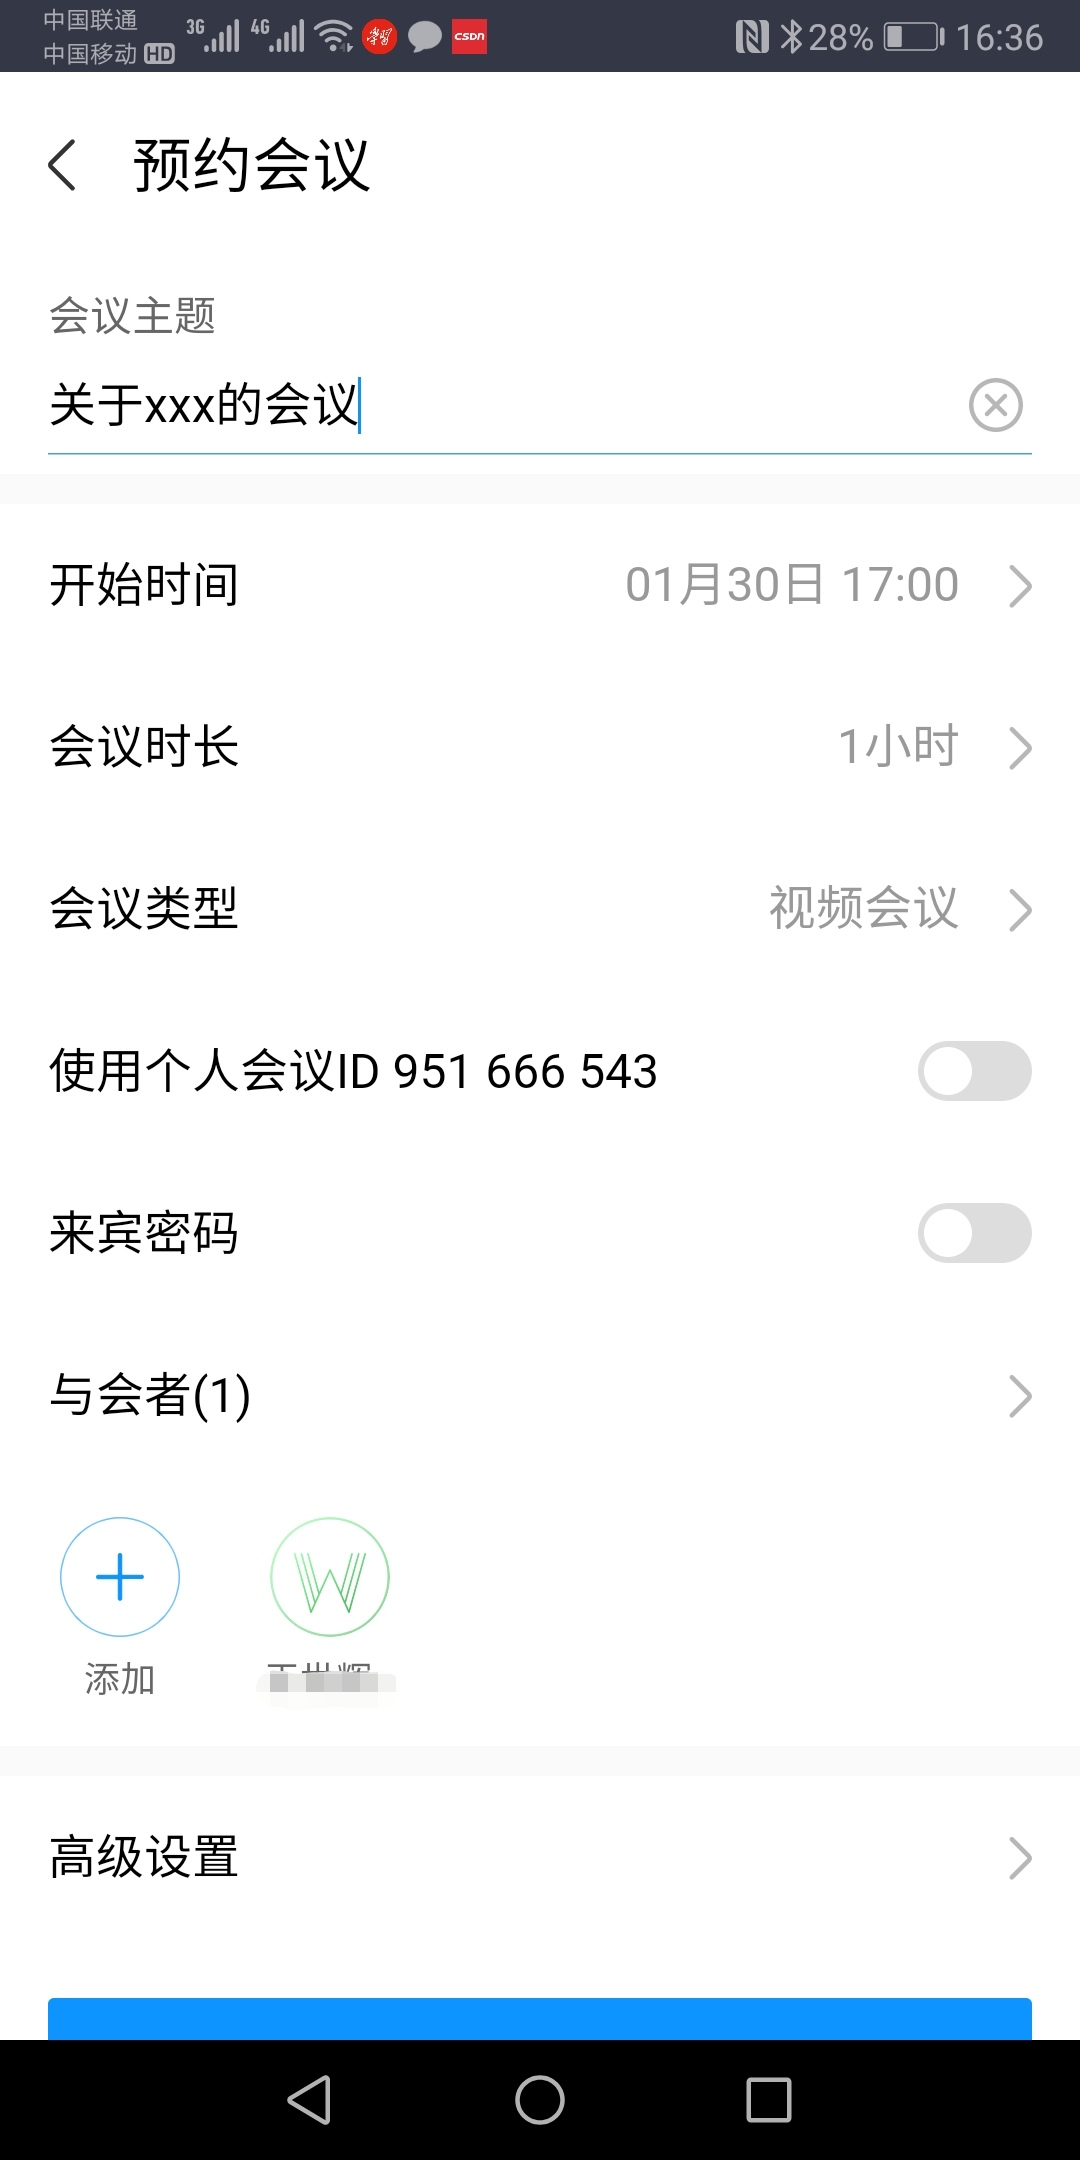 中国联通
中国移动 HD
3G 4G 学习 CSDN 28% 16:36
预约会议
会议主题
关于xxx的会议
开始时间 01月30日 17:00
会议时长 1小时
会议类型 视频会议
使用个人会议ID 951 666 543
来宾密码
与会者(1)
W
添加
高级设置